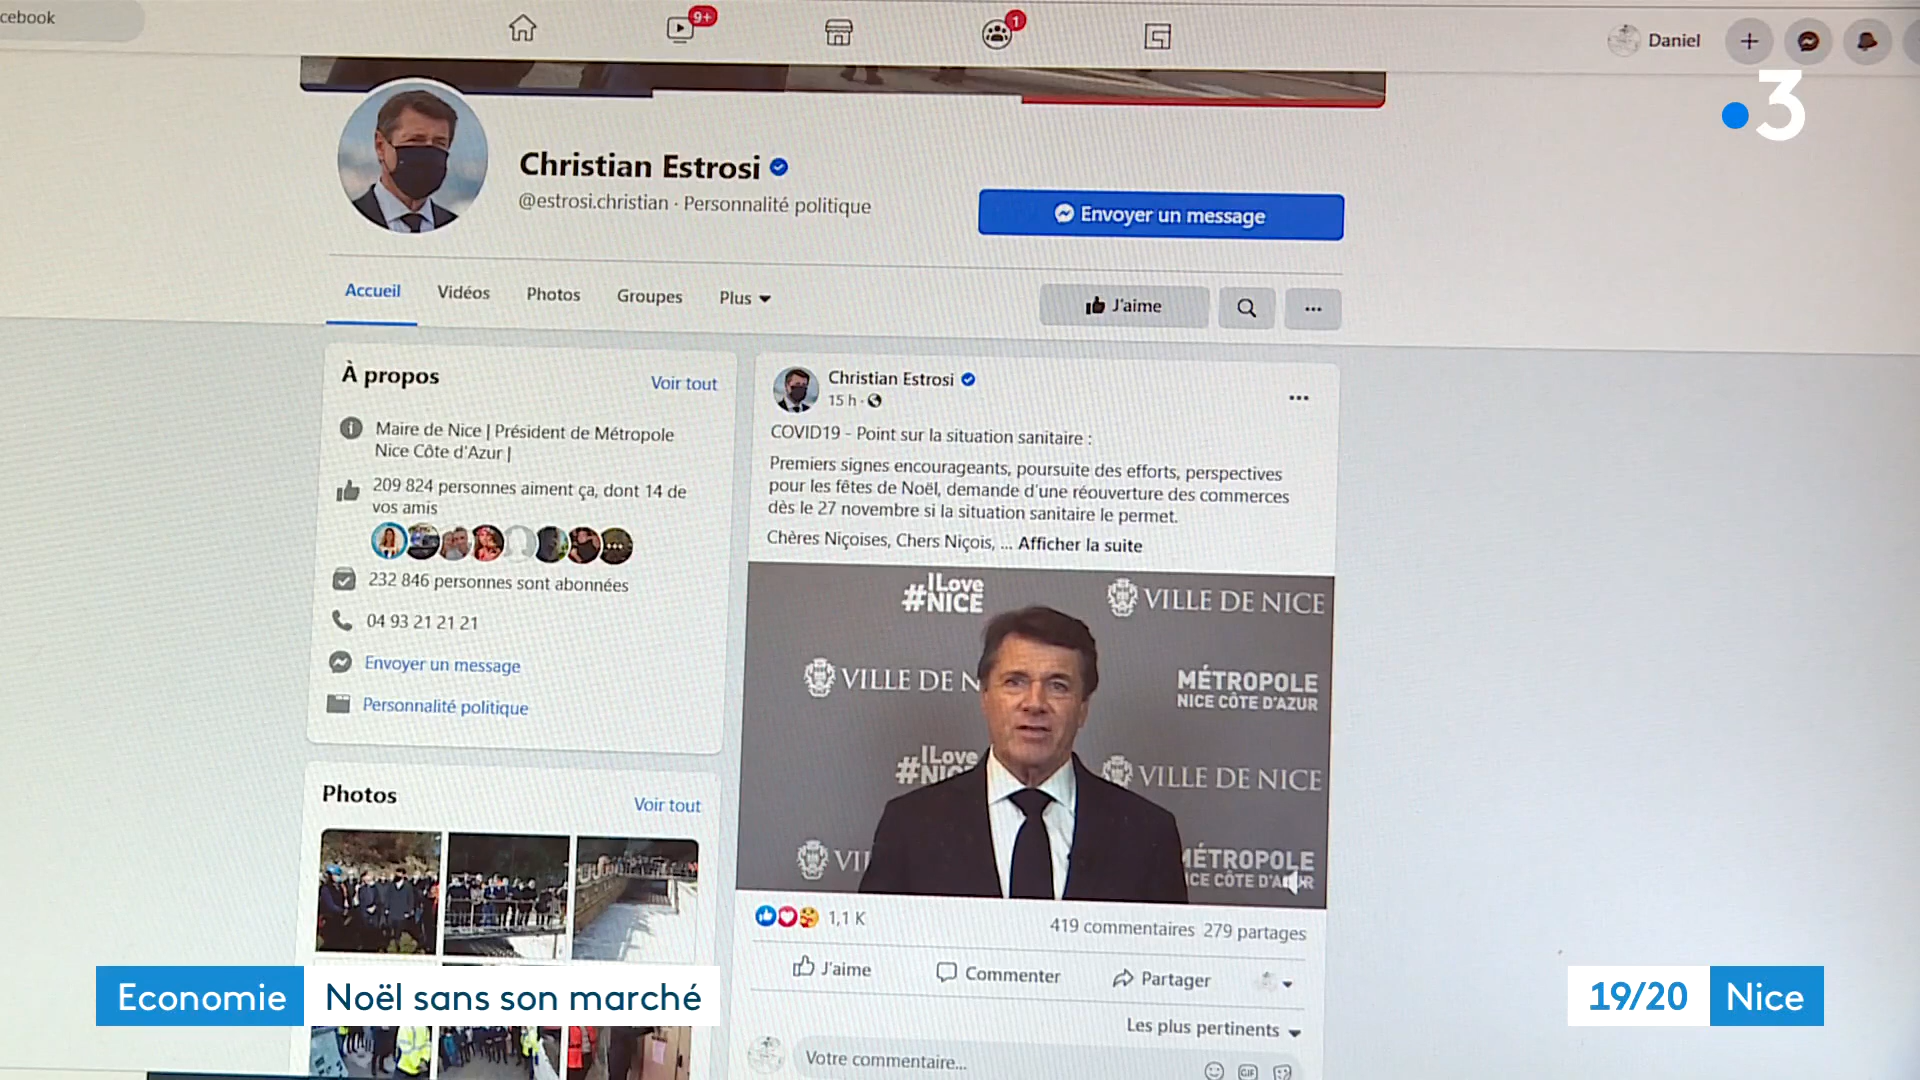 cebook
9+
1
Daniel
3
Christian Estrosi
@estrosi.christian · Personnalité politique
Envoyer un message
Accueil
Vidéos
Photos
Groupes
Plus
J'aime
À propos
Voir tout
Maire de Nice | Président de Métropole
Nice Côte d'Azur |
209 824 personnes aiment ça, dont 14 de
vos amis
232 846 personnes sont abonnées
04 93 21 21 21
Envoyer un message
Personnalité politique
Photos
Voir tout
Christian Estrosi
15 h ·
COVID19 - Point sur la situation sanitaire :
Premiers signes encourageants, poursuite des efforts, perspectives
pour les fêtes de Noël, demande d'une réouverture des commerces
dès le 27 novembre si la situation sanitaire le permet.
Chères Niçoises, Chers Niçois, ... Afficher la suite
#ILove
NICE
VILLE DE NICE
VILLE DE N
MÉTROPOLE
NICE CÔTE D'AZUR
#ILove
NIC
VILLE DE NICE
VIL
MÉTROPOLE
ICE CÔTE D'AZUR
1,1 K
419 commentaires 279 partages
J'aime
Commenter
Partager
Les plus pertinents
Votre commentaire...
GIF
Economie
Noël sans son marché
19/20
Nice